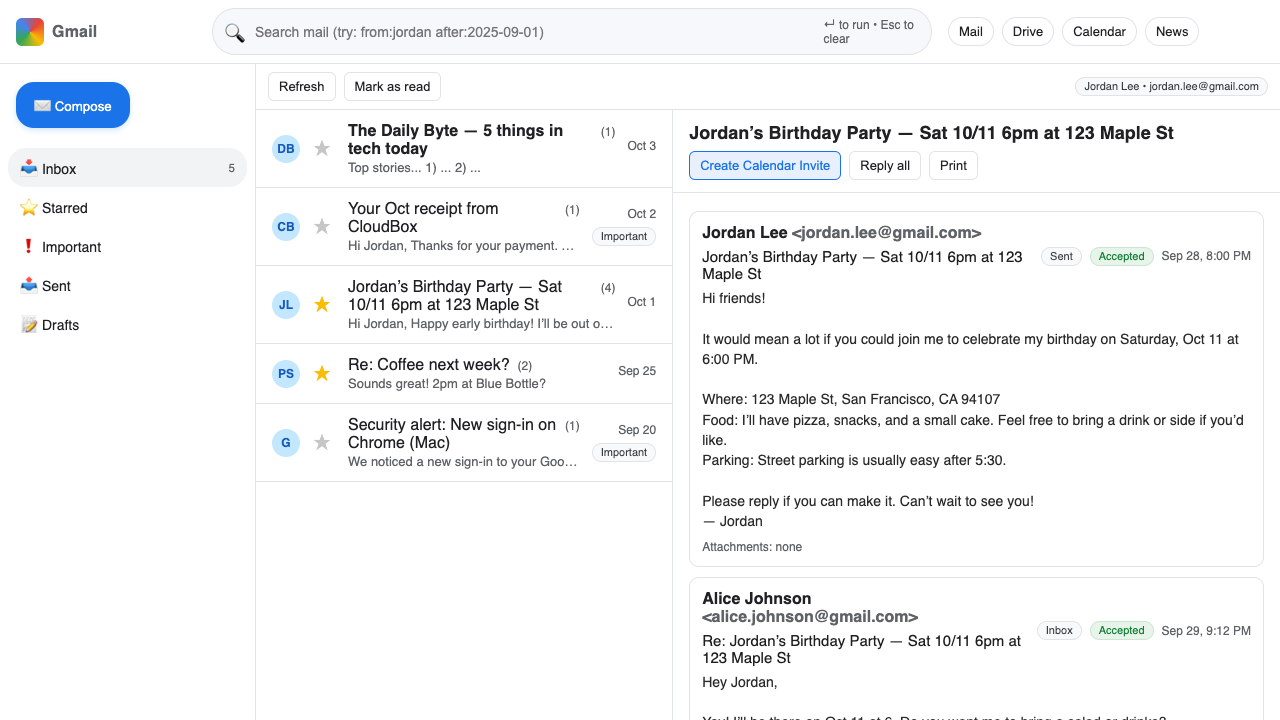 Gmail
Search mail (try: from:jordan after:2025-09-01)
↵ to run • Esc to
clear
Mail
Drive
Calendar
News
Compose
Inbox 5
Starred
Important
Sent
Drafts
Refresh
Mark as read
Jordan Lee • jordan.lee@gmail.com
DB
The Daily Byte — 5 things in
tech today
(1)
Oct 3
Top stories... 1) ... 2) ...
CB
Your Oct receipt from
CloudBox
(1)
Oct 2
Important
Hi Jordan, Thanks for your payment. …
JL
Jordan’s Birthday Party — Sat
10/11 6pm at 123 Maple St
(4)
Oct 1
Hi Jordan, Happy early birthday! I’ll be out o…
PS
Re: Coffee next week? (2)
Sep 25
Sounds great! 2pm at Blue Bottle?
G
Security alert: New sign-in on
Chrome (Mac)
(1)
Sep 20
Important
We noticed a new sign-in to your Goo…
Jordan’s Birthday Party — Sat 10/11 6pm at 123 Maple St
Create Calendar Invite
Reply all
Print
Jordan Lee <jordan.lee@gmail.com>
Jordan’s Birthday Party — Sat 10/11 6pm at 123
Maple St
Sent
Accepted
Sep 28, 8:00 PM
Hi friends!
It would mean a lot if you could join me to celebrate my birthday on Saturday, Oct 11 at
6:00 PM.
Where: 123 Maple St, San Francisco, CA 94107
Food: I’ll have pizza, snacks, and a small cake. Feel free to bring a drink or side if you’d
like.
Parking: Street parking is usually easy after 5:30.
Please reply if you can make it. Can’t wait to see you!
— Jordan
Attachments: none
Alice Johnson
<alice.johnson@gmail.com>
Re: Jordan’s Birthday Party — Sat 10/11 6pm at
123 Maple St
Inbox
Accepted
Sep 29, 9:12 PM
Hey Jordan,